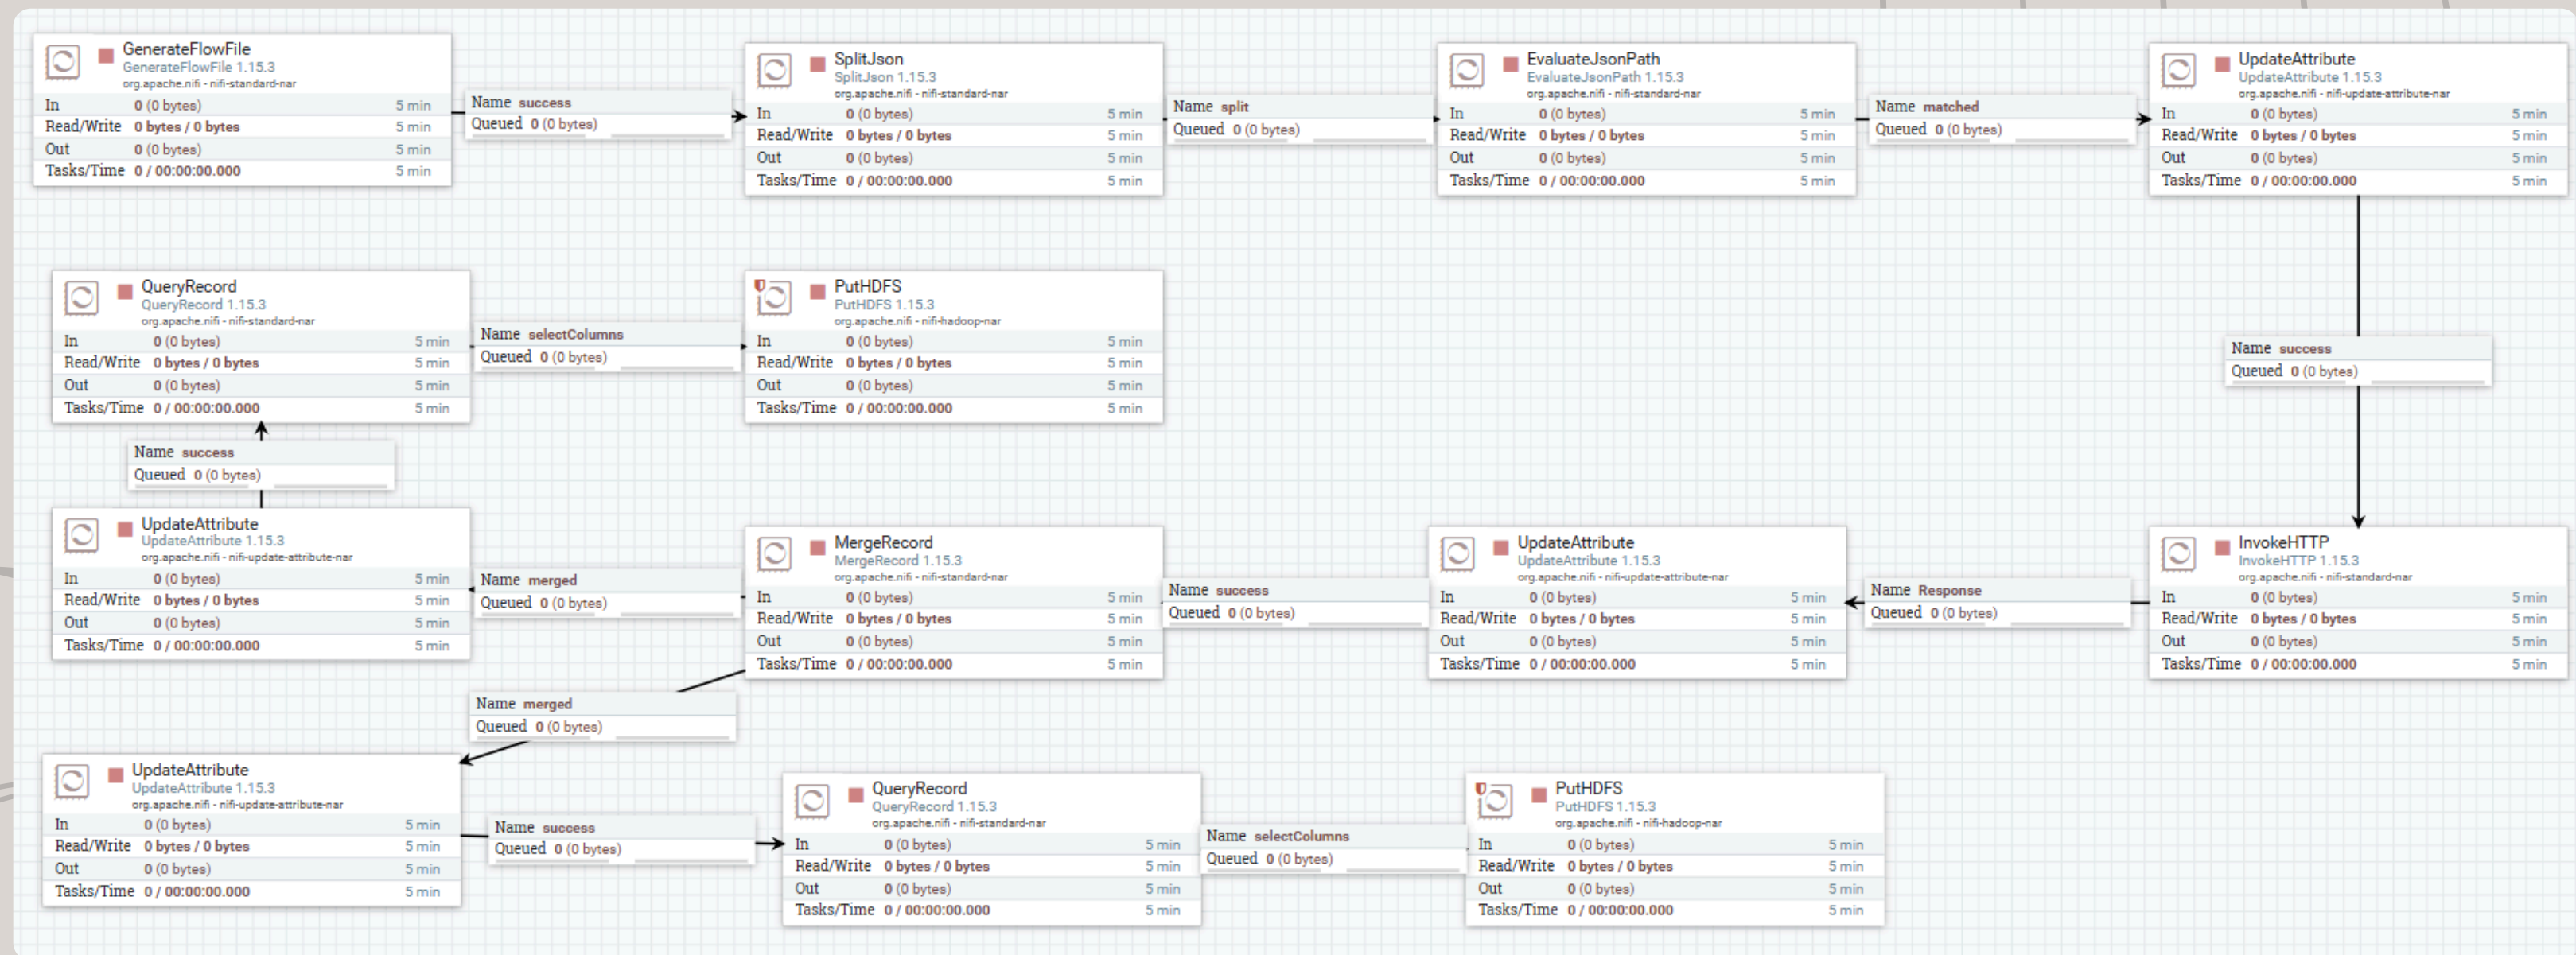 GenerateFlowFile
GenerateFlowFile 1.15.3
org.apache.nifi - nifi-standard-nar
In 0 (0 bytes) 5 min
Read/Write 0 bytes / 0 bytes 5 min
Out 0 (0 bytes) 5 min
Tasks/Time 0 / 00:00:00.000 5 min
Name success
Queued 0 (0 bytes)
SplitJson
SplitJson 1.15.3
org.apache.nifi - nifi-standard-nar
In 0 (0 bytes) 5 min
Read/Write 0 bytes / 0 bytes 5 min
Out 0 (0 bytes) 5 min
Tasks/Time 0 / 00:00:00.000 5 min
Name split
Queued 0 (0 bytes)
EvaluateJsonPath
EvaluateJsonPath 1.15.3
org.apache.nifi - nifi-standard-nar
In 0 (0 bytes) 5 min
Read/Write 0 bytes / 0 bytes 5 min
Out 0 (0 bytes) 5 min
Tasks/Time 0 / 00:00:00.000 5 min
Name matched
Queued 0 (0 bytes)
UpdateAttribute
UpdateAttribute 1.15.3
org.apache.nifi - nifi-update-attribute-nar
In 0 (0 bytes) 5 min
Read/Write 0 bytes / 0 bytes 5 min
Out 0 (0 bytes) 5 min
Tasks/Time 0 / 00:00:00.000 5 min
QueryRecord
QueryRecord 1.15.3
org.apache.nifi - nifi-standard-nar
In 0 (0 bytes) 5 min
Read/Write 0 bytes / 0 bytes 5 min
Out 0 (0 bytes) 5 min
Tasks/Time 0 / 00:00:00.000 5 min
Name selectColumns
Queued 0 (0 bytes)
PutHDFS
PutHDFS 1.15.3
org.apache.nifi - nifi-hadoop-nar
In 0 (0 bytes) 5 min
Read/Write 0 bytes / 0 bytes 5 min
Out 0 (0 bytes) 5 min
Tasks/Time 0 / 00:00:00.000 5 min
Name success
Queued 0 (0 bytes)
Name success
Queued 0 (0 bytes)
UpdateAttribute
UpdateAttribute 1.15.3
org.apache.nifi - nifi-update-attribute-nar
In 0 (0 bytes) 5 min
Read/Write 0 bytes / 0 bytes 5 min
Out 0 (0 bytes) 5 min
Tasks/Time 0 / 00:00:00.000 5 min
Name merged
Queued 0 (0 bytes)
MergeRecord
MergeRecord 1.15.3
org.apache.nifi - nifi-standard-nar
In 0 (0 bytes) 5 min
Read/Write 0 bytes / 0 bytes 5 min
Out 0 (0 bytes) 5 min
Tasks/Time 0 / 00:00:00.000 5 min
Name success
Queued 0 (0 bytes)
UpdateAttribute
UpdateAttribute 1.15.3
org.apache.nifi - nifi-update-attribute-nar
In 0 (0 bytes) 5 min
Read/Write 0 bytes / 0 bytes 5 min
Out 0 (0 bytes) 5 min
Tasks/Time 0 / 00:00:00.000 5 min
Name Response
Queued 0 (0 bytes)
InvokeHTTP
InvokeHTTP 1.15.3
org.apache.nifi - nifi-standard-nar
In 0 (0 bytes) 5 min
Read/Write 0 bytes / 0 bytes 5 min
Out 0 (0 bytes) 5 min
Tasks/Time 0 / 00:00:00.000 5 min
Name merged
Queued 0 (0 bytes)
UpdateAttribute
UpdateAttribute 1.15.3
org.apache.nifi - nifi-update-attribute-nar
In 0 (0 bytes) 5 min
Read/Write 0 bytes / 0 bytes 5 min
Out 0 (0 bytes) 5 min
Tasks/Time 0 / 00:00:00.000 5 min
Name success
Queued 0 (0 bytes)
QueryRecord
QueryRecord 1.15.3
org.apache.nifi - nifi-standard-nar
In 0 (0 bytes) 5 min
Read/Write 0 bytes / 0 bytes 5 min
Out 0 (0 bytes) 5 min
Tasks/Time 0 / 00:00:00.000 5 min
Name selectColumns
Queued 0 (0 bytes)
PutHDFS
PutHDFS 1.15.3
org.apache.nifi - nifi-hadoop-nar
In 0 (0 bytes) 5 min
Read/Write 0 bytes / 0 bytes 5 min
Out 0 (0 bytes) 5 min
Tasks/Time 0 / 00:00:00.000 5 min